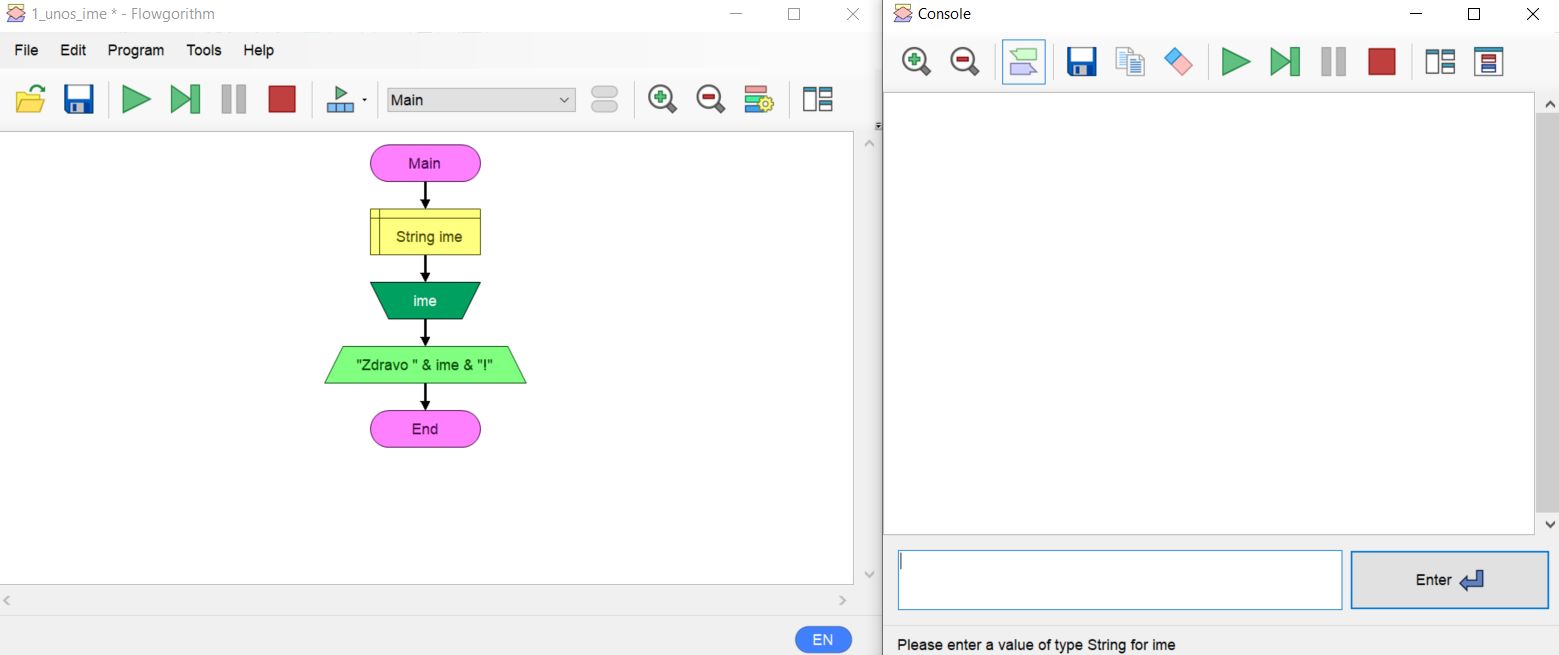 1_unos_ime * - Flowgorithm
File Edit Program Tools Help
Main
Main
String ime
ime
"Zdravo " & ime & "!"
End
EN
Console
Enter
Please enter a value of type String for ime